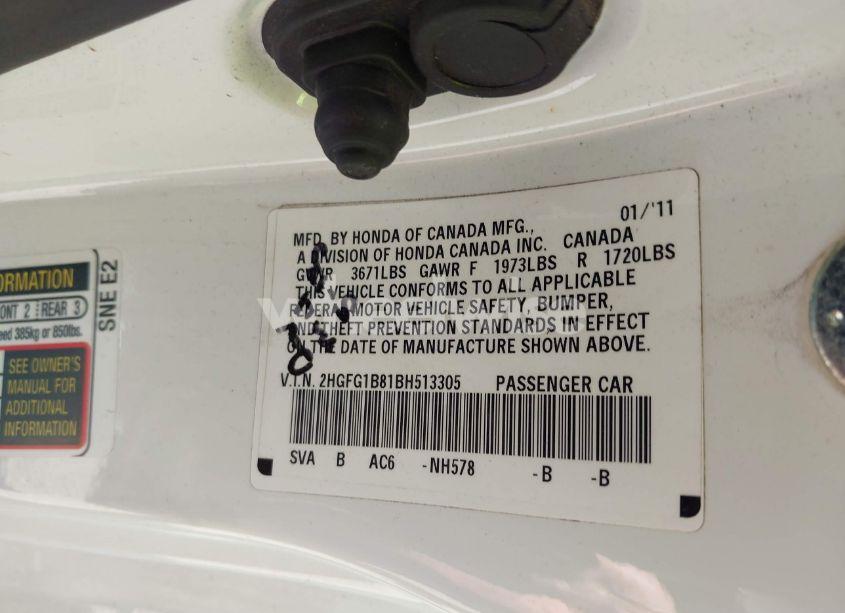 01/'11
MFD. BY HONDA OF CANADA MFG.,
A DIVISION OF HONDA CANADA INC. CANADA
GVWR 3671LBS GAWR F 1973LBS R 1720LBS
THIS VEHICLE CONFORMS TO ALL APPLICABLE
FEDERAL MOTOR VEHICLE SAFETY, BUMPER,
AND THEFT PREVENTION STANDARDS IN EFFECT
ON THE DATE OF MANUFACTURE SHOWN ABOVE.
V.I.N. 2HGFG1B81BH513305 PASSENGER CAR
SVA B AC6 -NH578 -B -B
ORMATION
ONT 2 REAR 3
eed 385kg or 850lbs.
SEE OWNER'S
MANUAL FOR
ADDITIONAL
INFORMATION
SNE E2